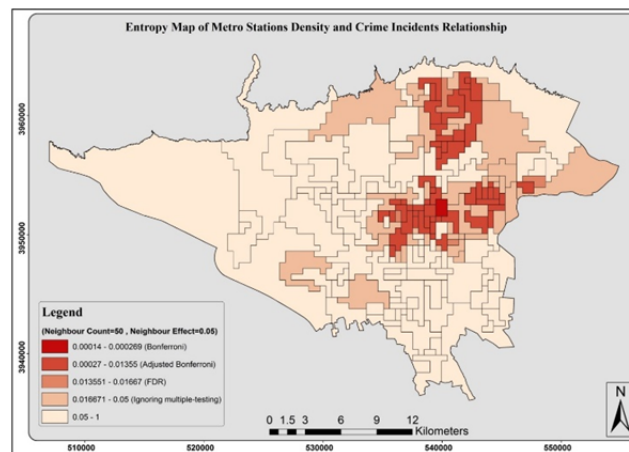 Entropy Map of Metro Stations Density and Crime Incidents Relationship
3960000
3950000
3940000
Legend
(Neighbour Count=50 , Neighbour Effect=0.05)
0.00014 - 0.000269 (Bonferroni)
0.00027 - 0.01355 (Adjusted Bonferroni)
0.013551 - 0.01667 (FDR)
0.016671 - 0.05 (Ignoring multiple-testing)
0.05 - 1
0 1.5 3 6 9 12
Kilometers
N
510000 520000 530000 540000 550000